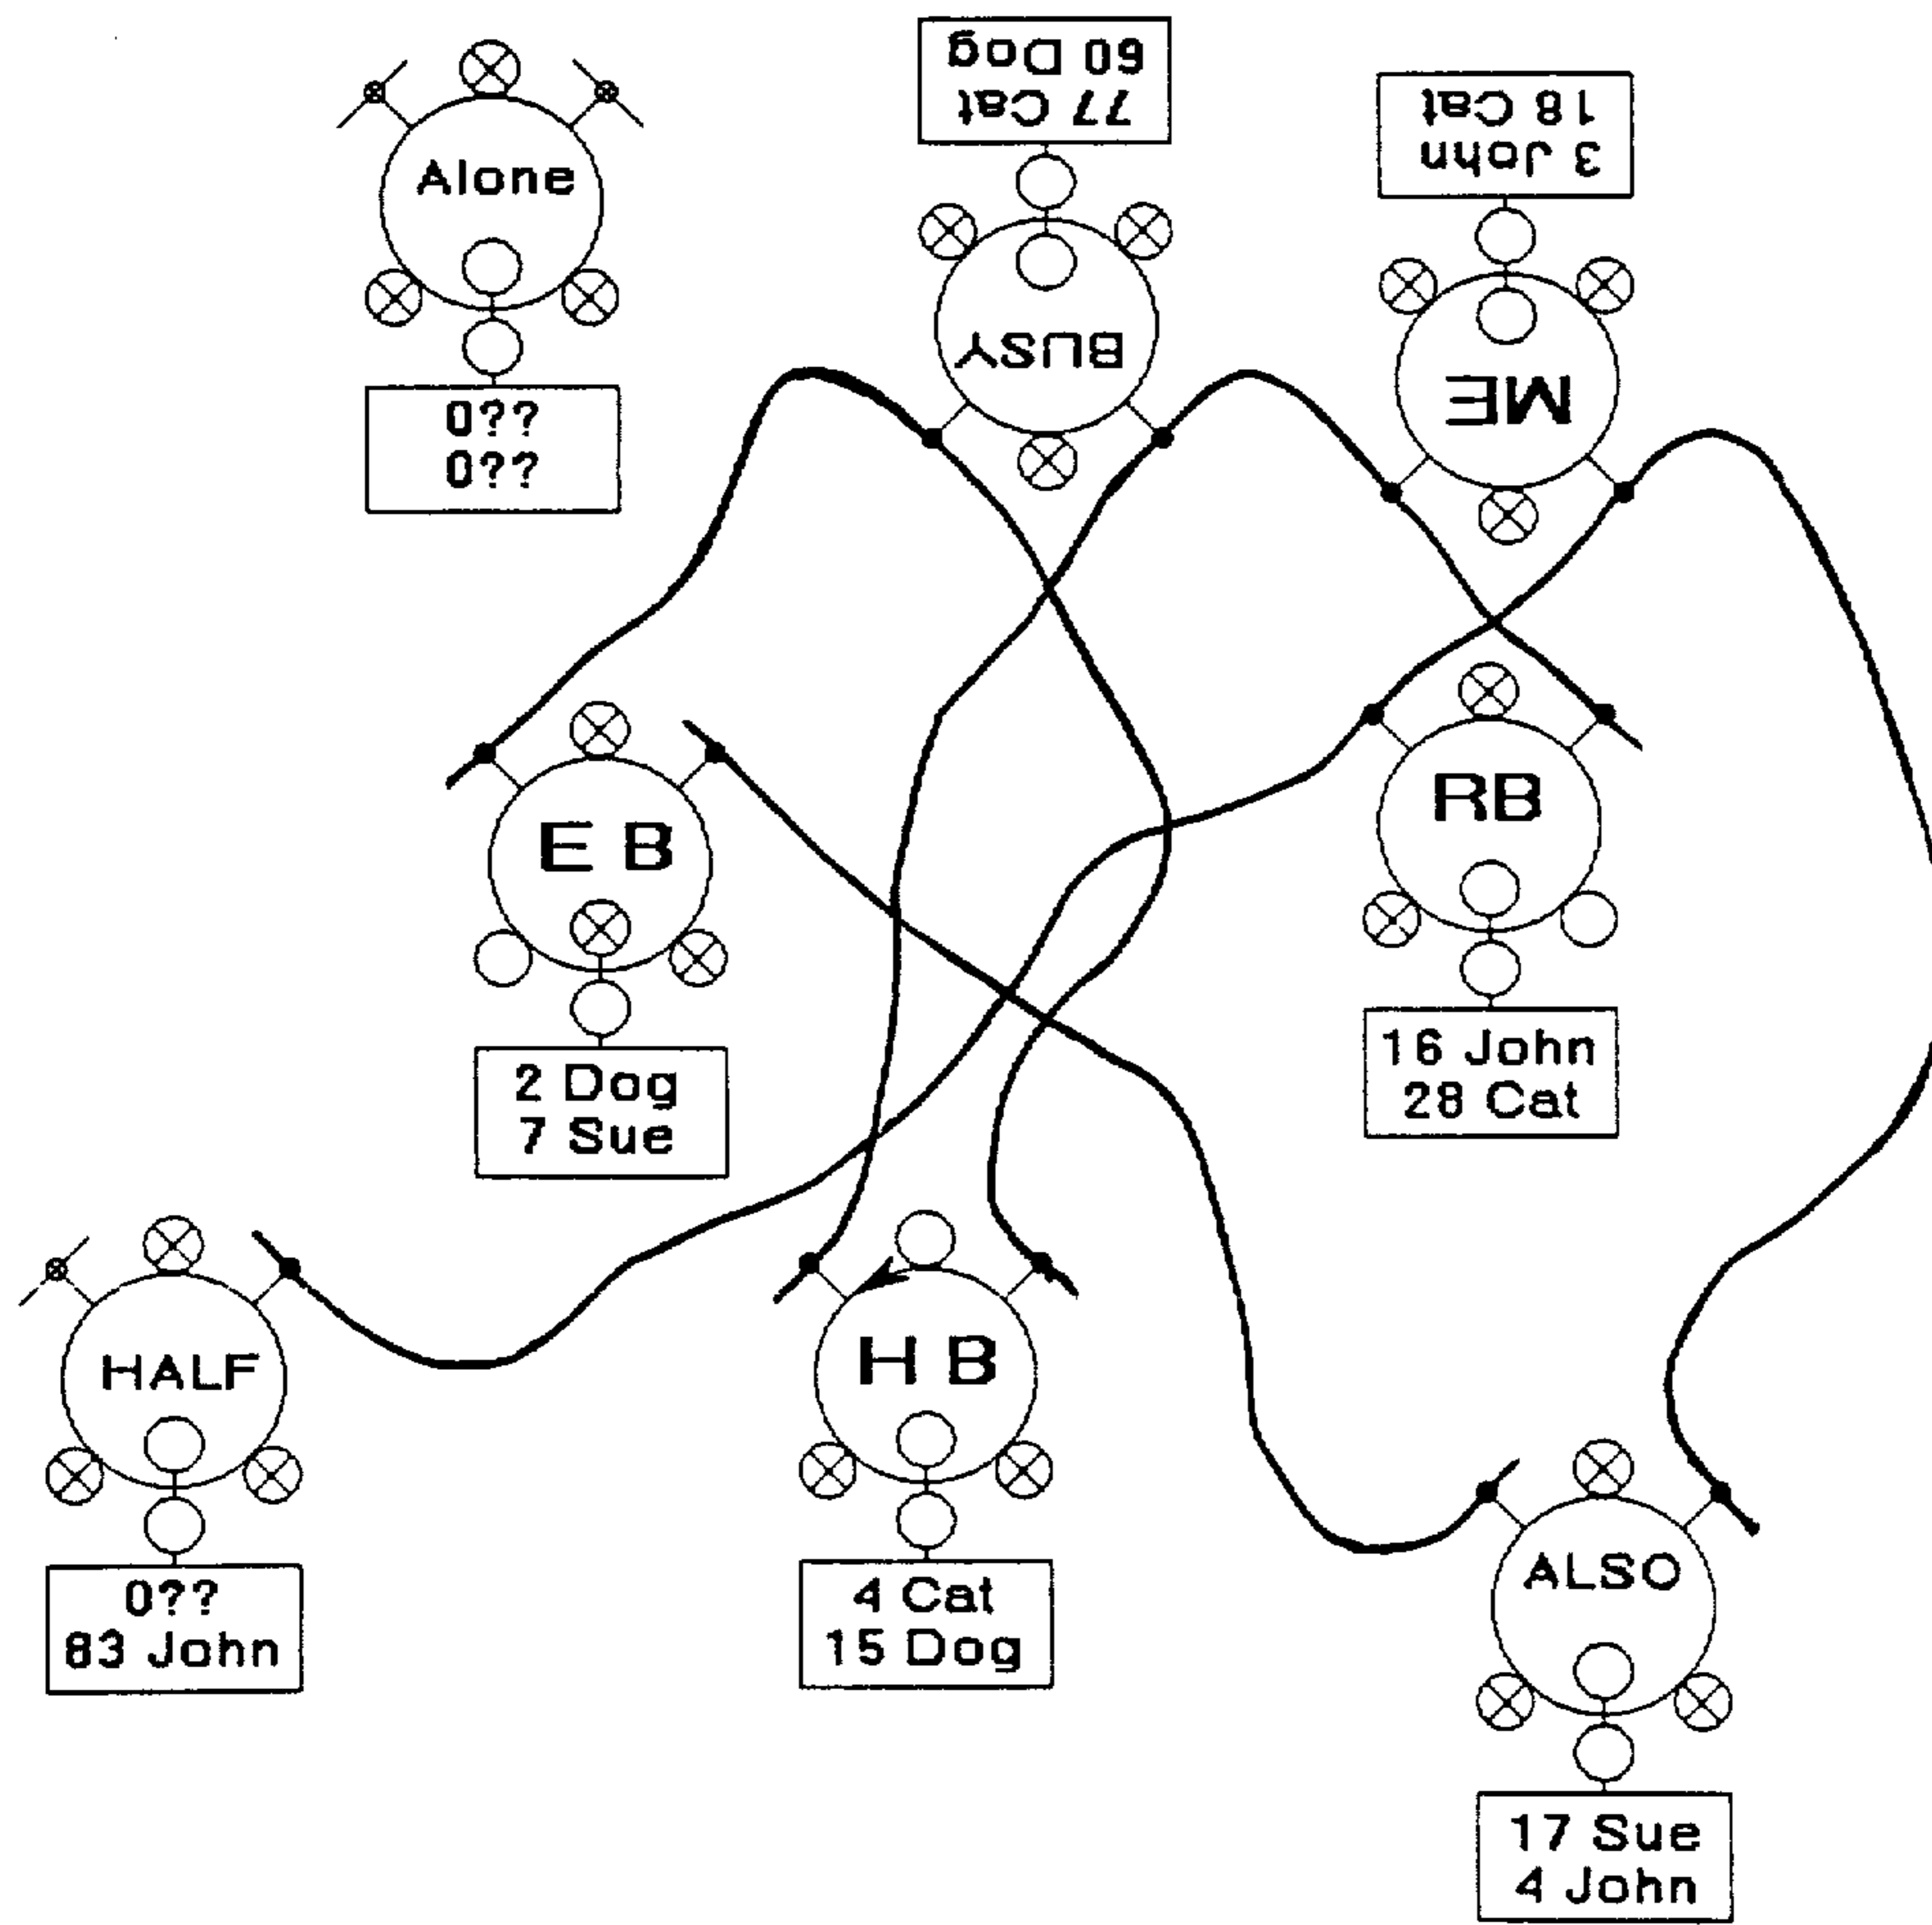 Alone
0??
0??
60 Dog
77 Cat
BUSY
18 Cat
3 John
ME
E B
2 Dog
7 Sue
RB
16 John
28 Cat
HALF
0??
83 John
H B
4 Cat
15 Dog
ALSO
17 Sue
4 John